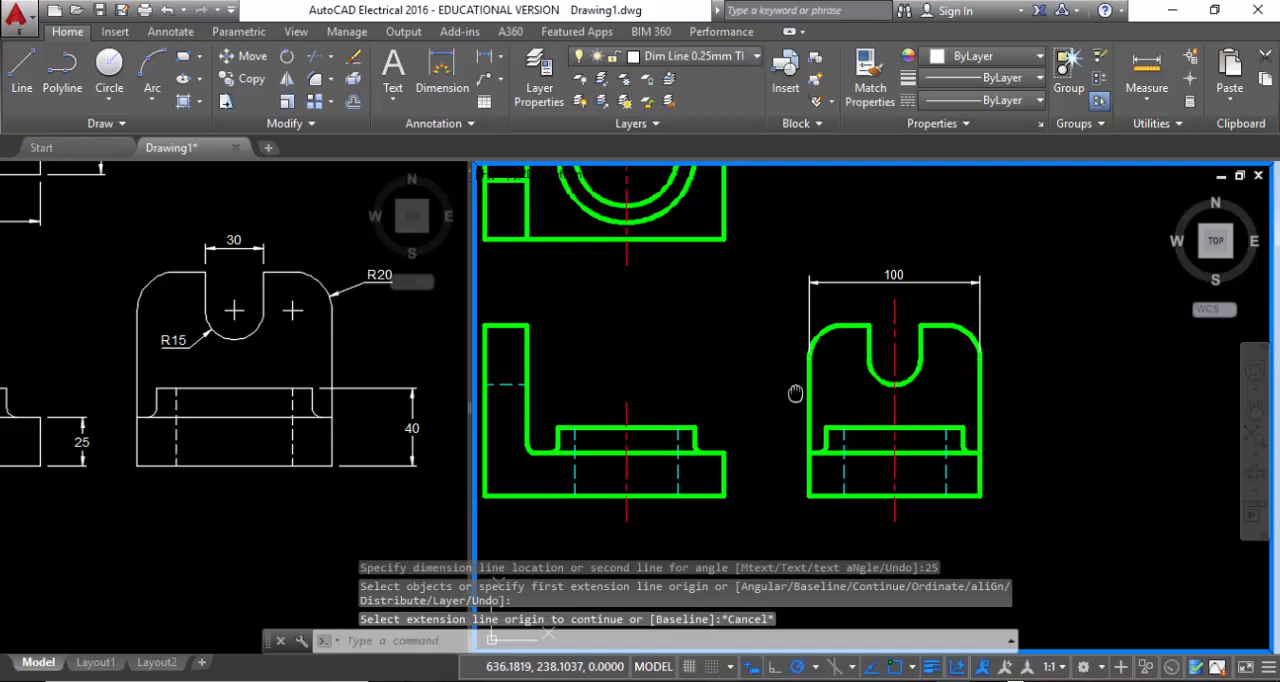 AutoCAD Electrical 2016 - EDUCATIONAL VERSION Drawing1.dwg
Type a keyword or phrase
Sign In
E
Home Insert Annotate Parametric View Manage Output Add-ins A360 Featured Apps BIM 360 Performance
Line Polyline Circle Arc
Move
Copy
Text Dimension
Layer
Properties
Dim Line 0.25mm TI
Insert
Match
Properties
ByLayer
ByLayer
ByLayer
Group
Measure
Paste
Draw
Modify
Annotation
Layers
Block
Properties
Groups
Utilities
Clipboard
Start Drawing1*
N
W E
S
N
W TOP E
S
WCS
30
R20
R15
25
40
100
Specify dimension line location or second line for angle [Mtext/Text/text aNgle/Undo]:25
Select objects or specify first extension line origin or [Angular/Baseline/Continue/Ordinate/aliGn/
Distribute/Layer/Undo]:
Select extension line origin to continue or [Baseline]:*Cancel*
Type a command
Model Layout1 Layout2 +
636.1819, 238.1037, 0.0000 MODEL
1:1